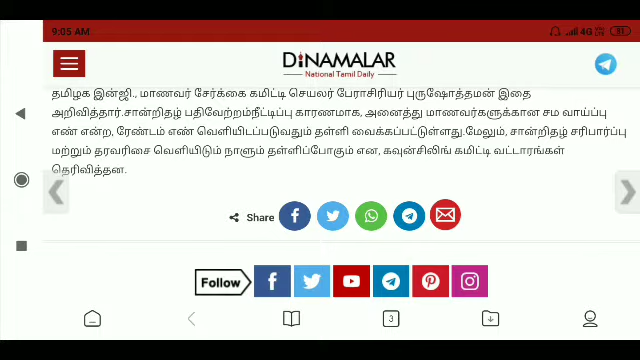 9:05 AM
4G
91
DiNAMALAR
National Tamil Daily
தமிழக இன்ஜி., மாணவர் சேர்க்கை கமிட்டி செயலர் பேராசிரியர் புருஷோத்தமன் இதை
அறிவித்தார்.சான்றிதழ் பதிவேற்றம்நீட்டிப்பு காரணமாக, அனைத்து மாணவர்களுக்கான சம வாய்ப்பு
எண் என்ற, ரேண்டம் எண் வெளியிடப்படுவதும் தள்ளி வைக்கப்பட்டுள்ளது.மேலும், சான்றிதழ் சரிபார்ப்பு
மற்றும் தரவரிசை வெளியிடும் நாளும் தள்ளிப்போகும் என, கவுன்சிலிங் கமிட்டி வட்டாரங்கள்
தெரிவித்தன.
Share
Follow
3